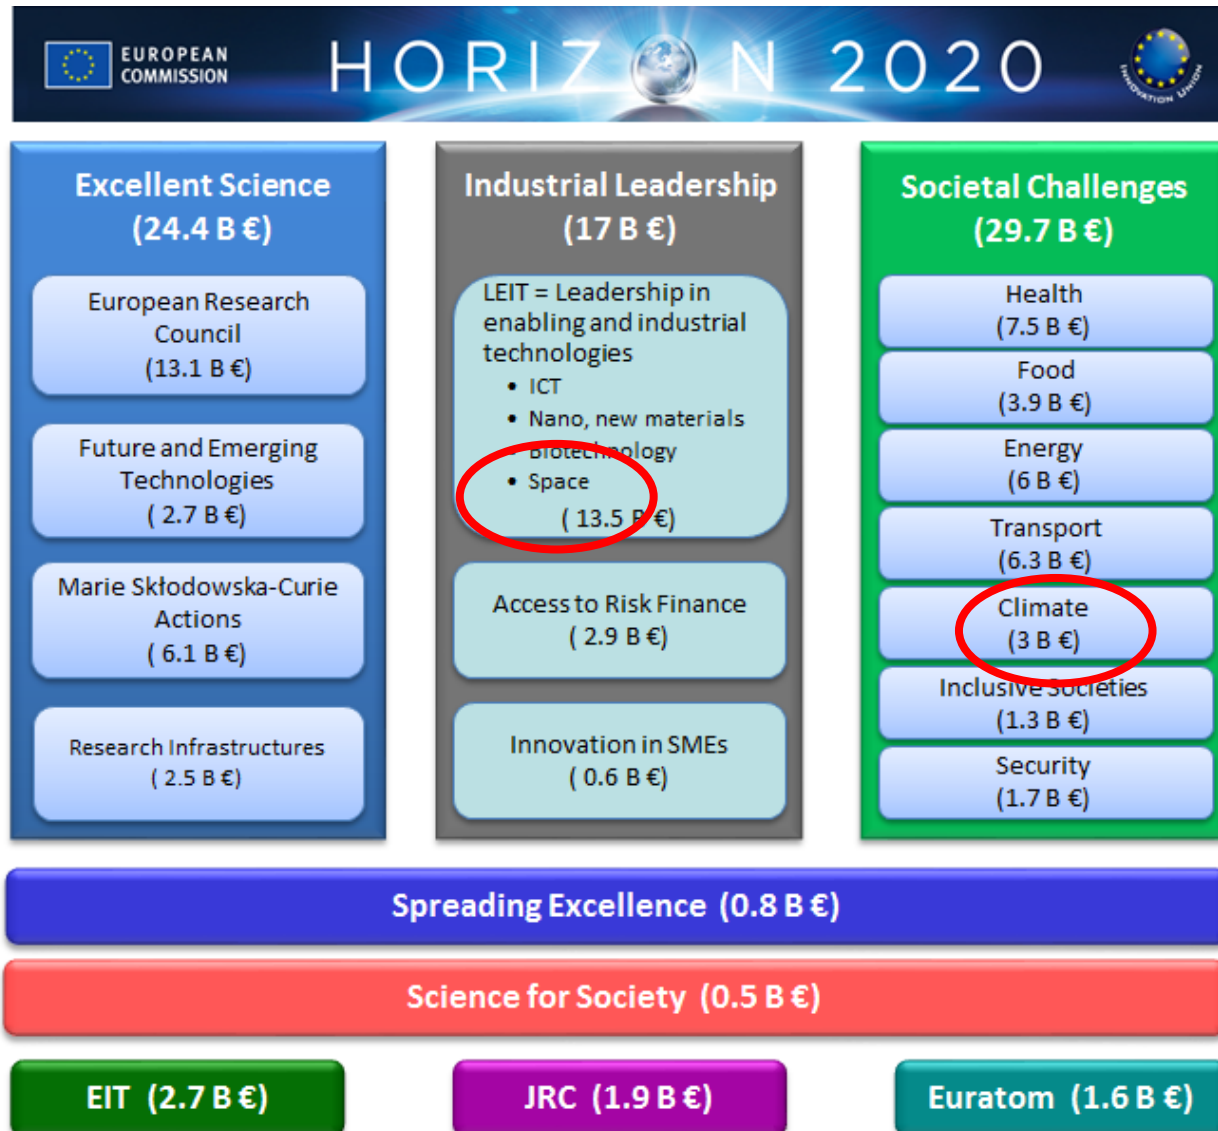 EUROPEAN
COMMISSION
HORIZON 2020
INNOVATION UNION
Excellent Science
(24.4 B €)
European Research
Council
(13.1 B €)
Future and Emerging
Technologies
( 2.7 B €)
Marie Skłodowska-Curie
Actions
( 6.1 B €)
Research Infrastructures
( 2.5 B €)
Industrial Leadership
(17 B €)
LEIT = Leadership in
enabling and industrial
technologies
• ICT
• Nano, new materials
• Biotechnology
• Space
( 13.5 B €)
Access to Risk Finance
( 2.9 B €)
Innovation in SMEs
( 0.6 B €)
Societal Challenges
(29.7 B €)
Health
(7.5 B €)
Food
(3.9 B €)
Energy
(6 B €)
Transport
(6.3 B €)
Climate
(3 B €)
Inclusive Societies
(1.3 B €)
Security
(1.7 B €)
Spreading Excellence (0.8 B €)
Science for Society (0.5 B €)
EIT (2.7 B €)
JRC (1.9 B €)
Euratom (1.6 B €)